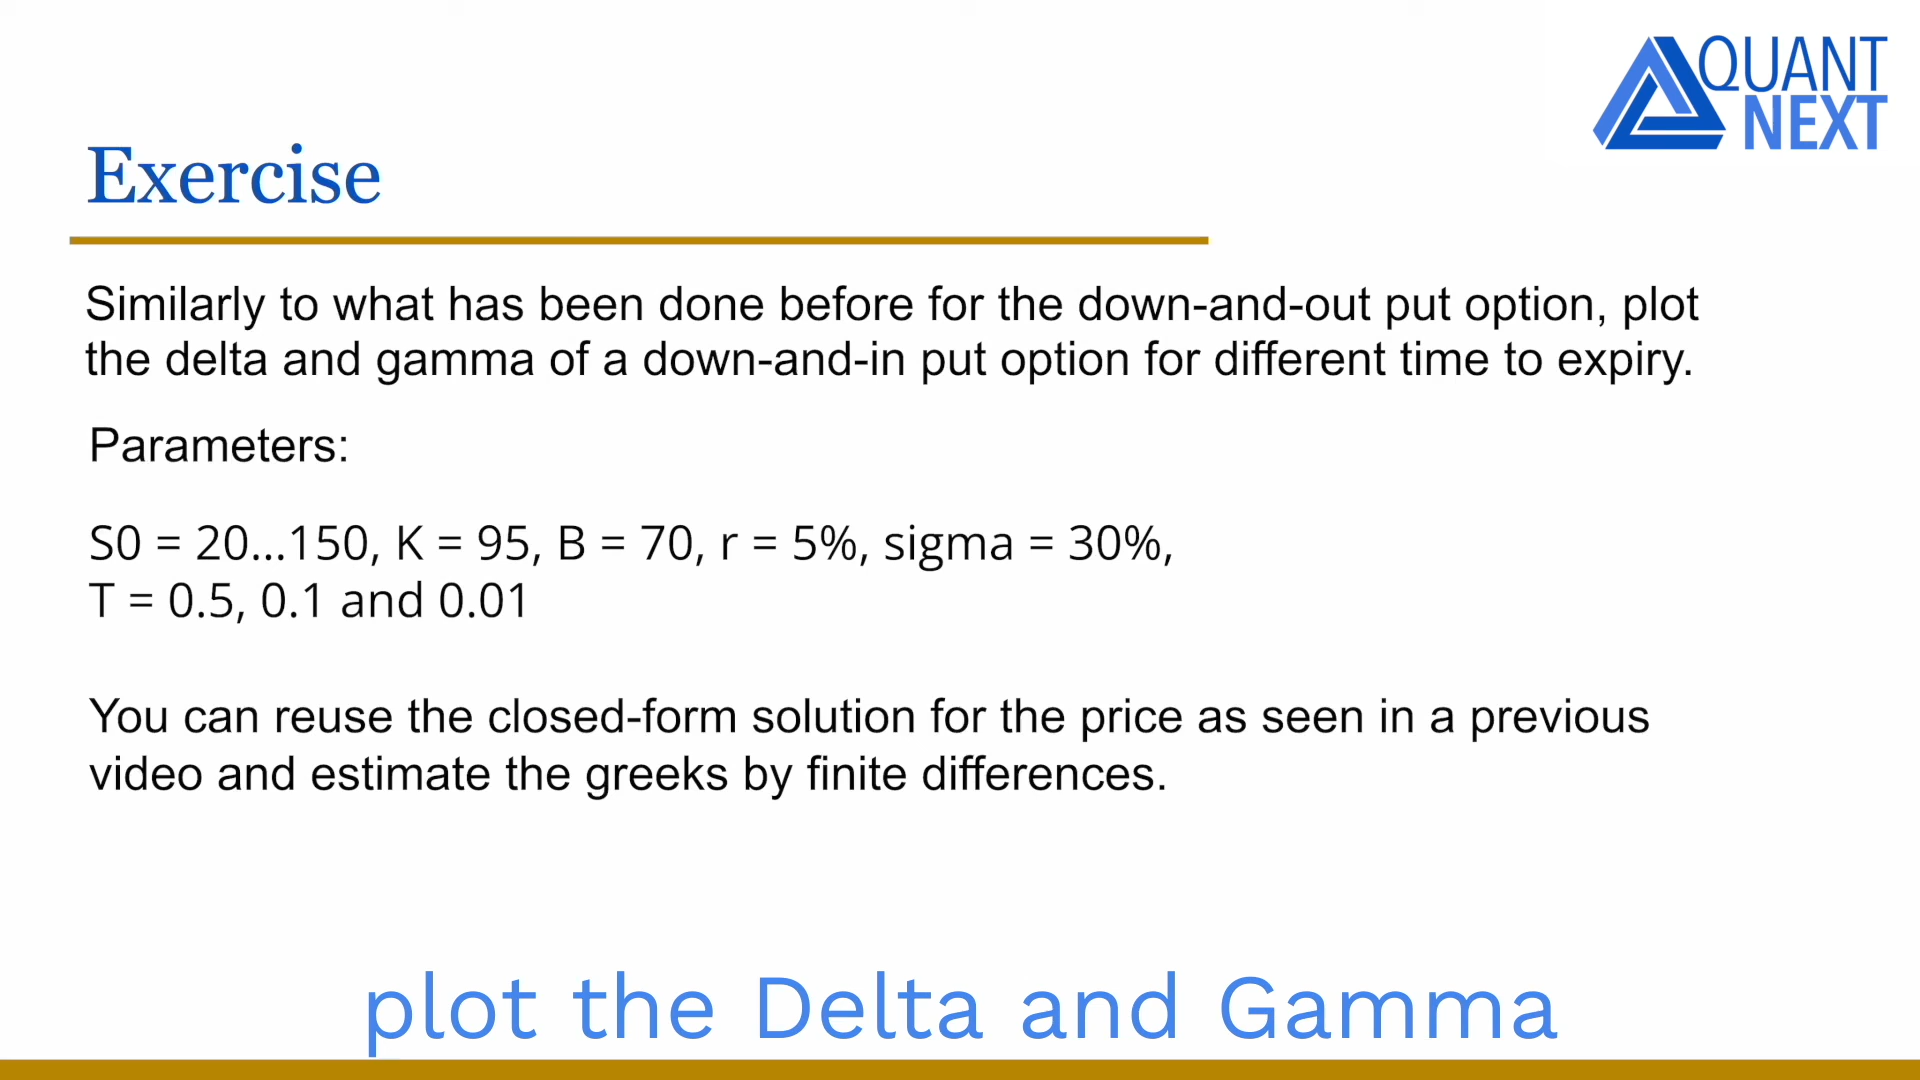 QUANT
NEXT
Exercise
Similarly to what has been done before for the down-and-out put option, plot
the delta and gamma of a down-and-in put option for different time to expiry.
Parameters:
S0 = 20...150, K = 95, B = 70, r = 5%, sigma = 30%,
T = 0.5, 0.1 and 0.01
You can reuse the closed-form solution for the price as seen in a previous
video and estimate the greeks by finite differences.
plot the Delta and Gamma